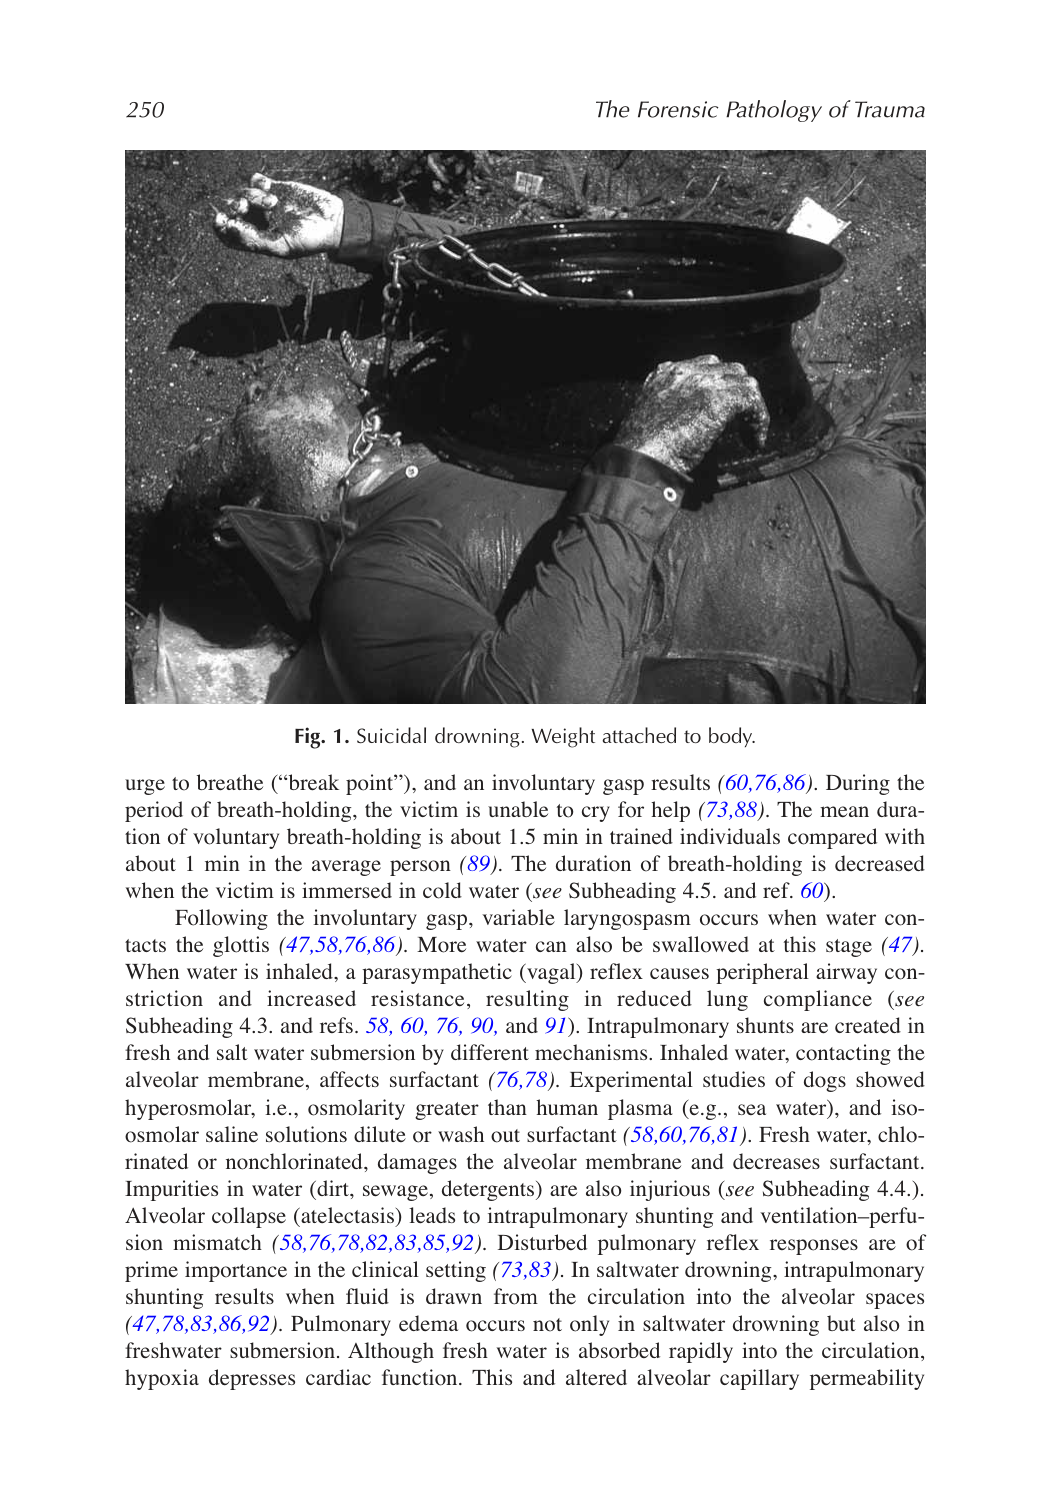 250
The Forensic Pathology of Trauma
Fig. 1. Suicidal drowning. Weight attached to body.
urge to breathe (“break point”), and an involuntary gasp results (60,76,86). During the
period of breath-holding, the victim is unable to cry for help (73,88). The mean dura-
tion of voluntary breath-holding is about 1.5 min in trained individuals compared with
about 1 min in the average person (89). The duration of breath-holding is decreased
when the victim is immersed in cold water (see Subheading 4.5. and ref. 60).
Following the involuntary gasp, variable laryngospasm occurs when water con-
tacts the glottis (47,58,76,86). More water can also be swallowed at this stage (47).
When water is inhaled, a parasympathetic (vagal) reflex causes peripheral airway con-
striction and increased resistance, resulting in reduced lung compliance (see
Subheading 4.3. and refs. 58, 60, 76, 90, and 91). Intrapulmonary shunts are created in
fresh and salt water submersion by different mechanisms. Inhaled water, contacting the
alveolar membrane, affects surfactant (76,78). Experimental studies of dogs showed
hyperosmolar, i.e., osmolarity greater than human plasma (e.g., sea water), and iso-
osmolar saline solutions dilute or wash out surfactant (58,60,76,81). Fresh water, chlo-
rinated or nonchlorinated, damages the alveolar membrane and decreases surfactant.
Impurities in water (dirt, sewage, detergents) are also injurious (see Subheading 4.4.).
Alveolar collapse (atelectasis) leads to intrapulmonary shunting and ventilation–perfu-
sion mismatch (58,76,78,82,83,85,92). Disturbed pulmonary reflex responses are of
prime importance in the clinical setting (73,83). In saltwater drowning, intrapulmonary
shunting results when fluid is drawn from the circulation into the alveolar spaces
(47,78,83,86,92). Pulmonary edema occurs not only in saltwater drowning but also in
freshwater submersion. Although fresh water is absorbed rapidly into the circulation,
hypoxia depresses cardiac function. This and altered alveolar capillary permeability